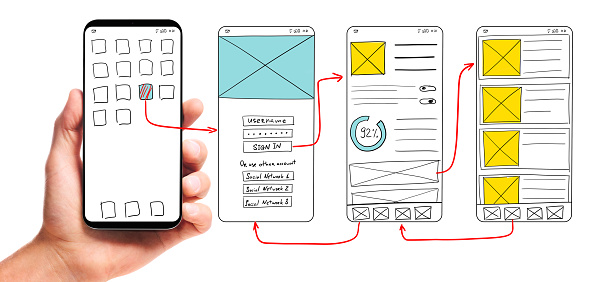 Username
SIGN IN
Or use other account
Social Network 1
Social Network 2
Social Network 3
92%